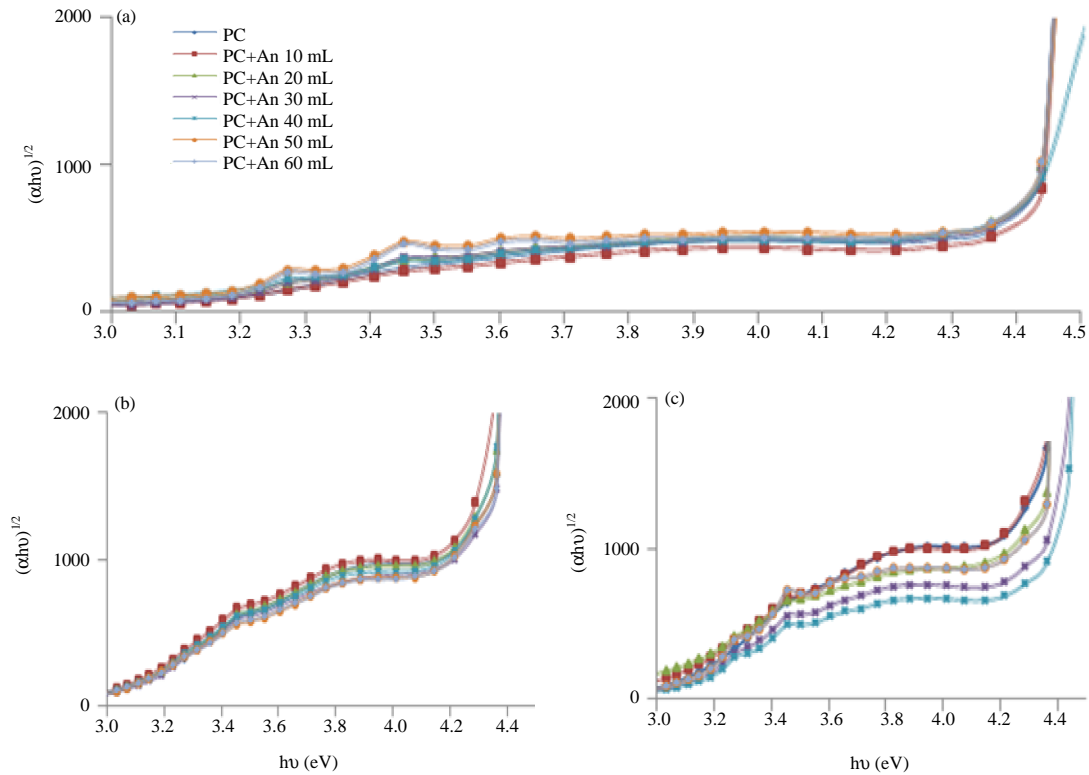 (a)
2000
1000
0
(αhυ)^1/2
PC
PC+An 10 mL
PC+An 20 mL
PC+An 30 mL
PC+An 40 mL
PC+An 50 mL
PC+An 60 mL
3.0 3.1 3.2 3.3 3.4 3.5 3.6 3.7 3.8 3.9 4.0 4.1 4.2 4.3 4.4 4.5
(b)
2000
1000
0
(αhυ)^1/2
3.0 3.2 3.4 3.6 3.8 4.0 4.2 4.4
hυ (eV)
(c)
2000
1000
0
(αhυ)^1/2
3.0 3.2 3.4 3.6 3.8 4.0 4.2 4.4
hυ (eV)